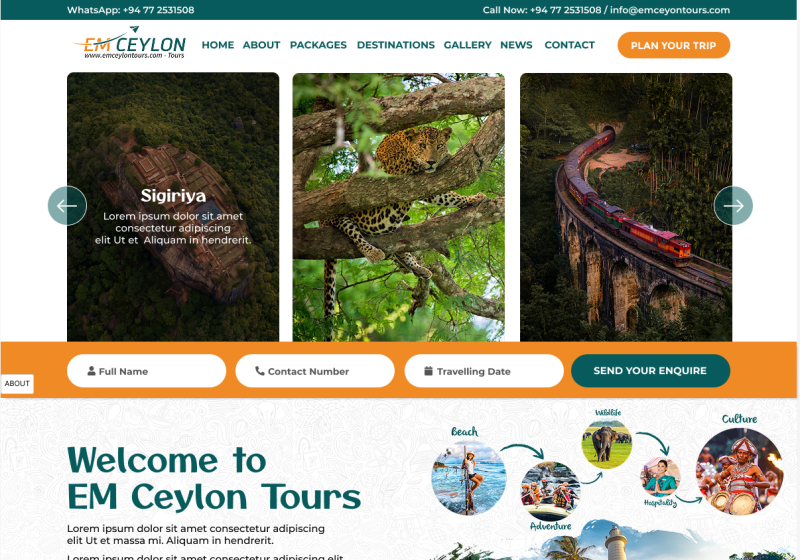 WhatsApp: +94 77 2531508
Call Now: +94 77 2531508 / info@emceyontours.com
EM CEYLON
www.emceylontours.com - Tours
HOME ABOUT PACKAGES DESTINATIONS GALLERY NEWS CONTACT
PLAN YOUR TRIP
Sigiriya
Lorem ipsum dolor sit amet
consectetur adipiscing
elit Ut et Aliquam in hendrerit.
Full Name
Contact Number
Travelling Date
SEND YOUR ENQUIRE
ABOUT
Welcome to
EM Ceylon Tours
Lorem ipsum dolor sit amet consectetur adipiscing
elit Ut et massa mi. Aliquam in hendrerit.
Lorem ipsum dolor sit amet consectetur
Beach
Adventure
Wildlife
Hospitality
Culture